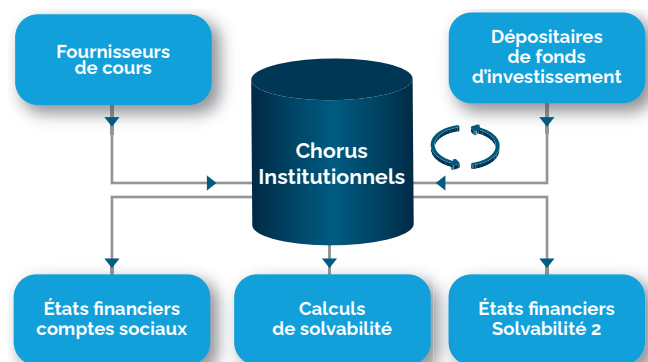 Fournisseurs
de cours
Dépositaires
de fonds
d'investissement
Chorus
Institutionnels
États financiers
comptes sociaux
Calculs
de solvabilité
États financiers
Solvabilité 2